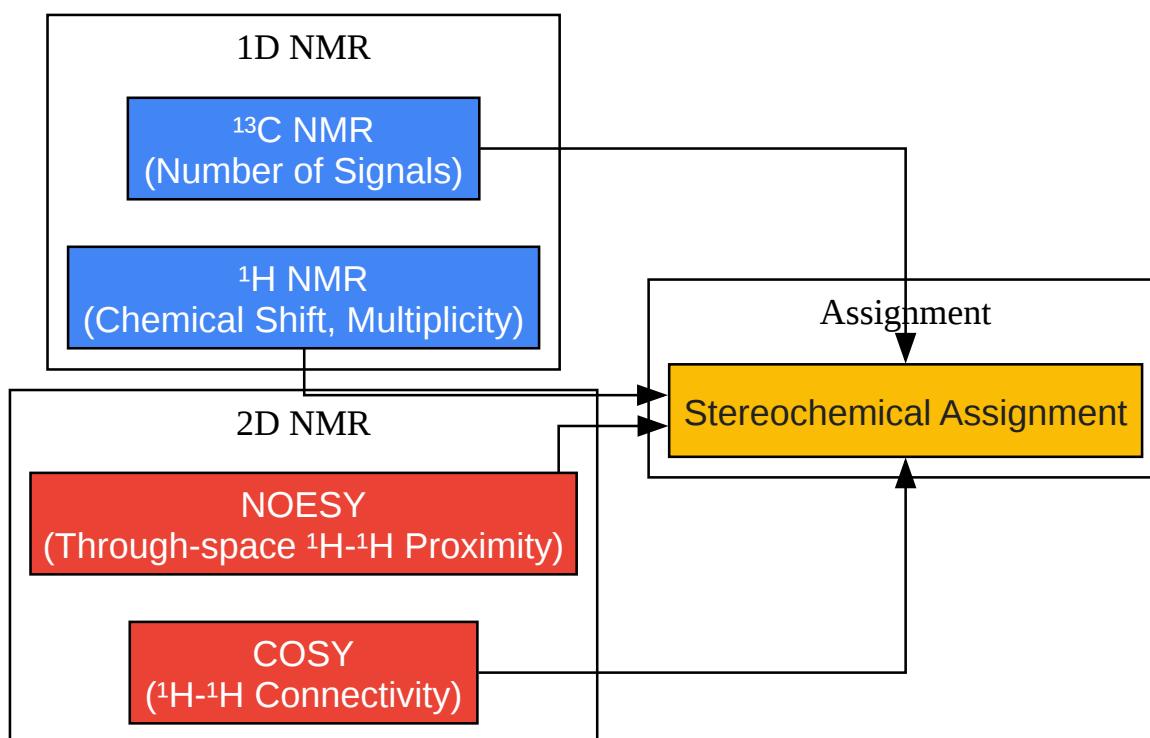 1D NMR
¹³C NMR
(Number of Signals)
¹H NMR
(Chemical Shift, Multiplicity)
Assignment
Stereochemical Assignment
2D NMR
NOESY
(Through-space ¹H-¹H Proximity)
COSY
(¹H-¹H Connectivity)